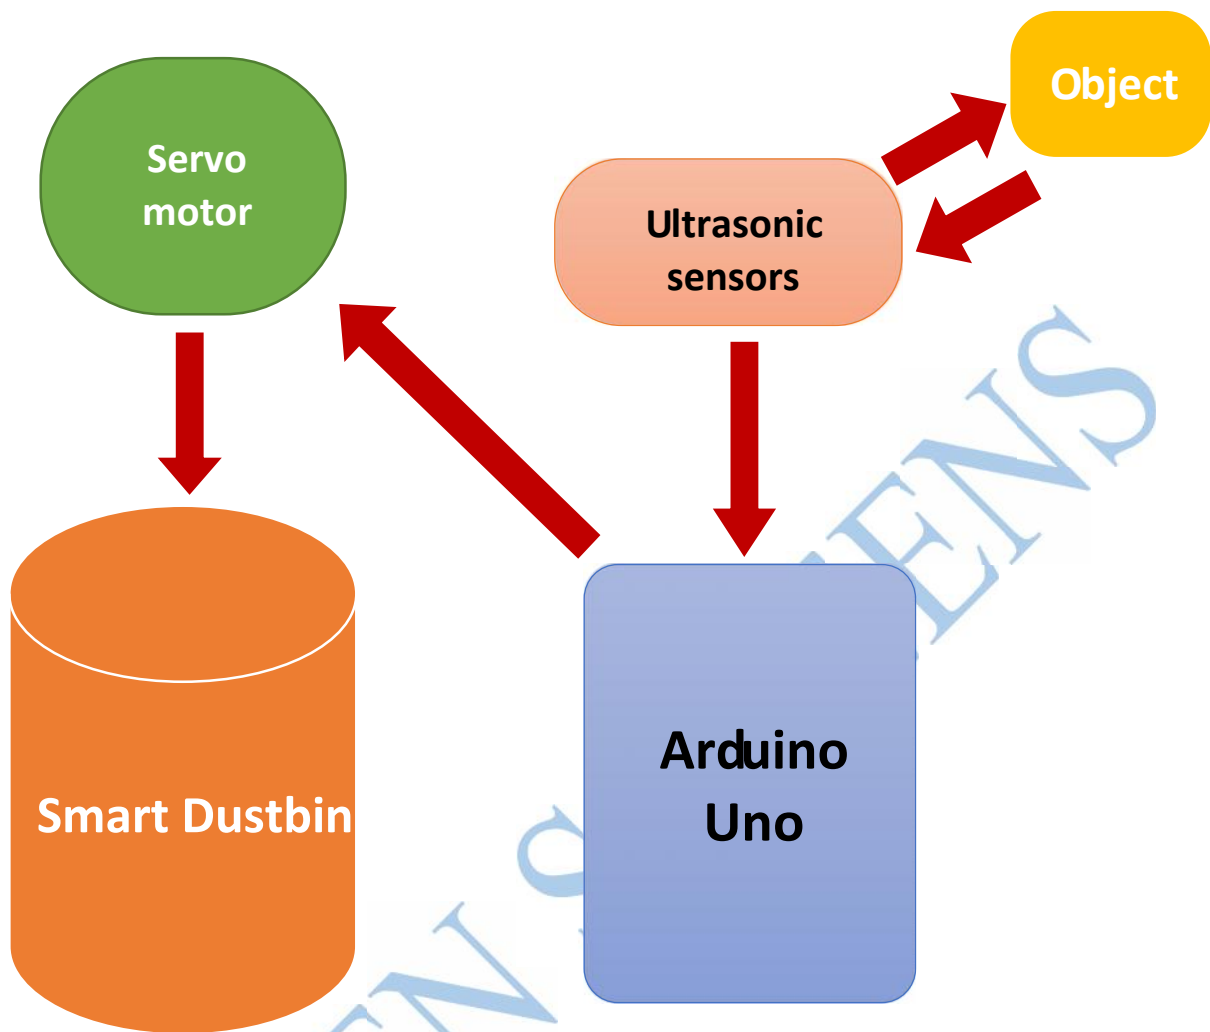 Object
Servo
motor
Ultrasonic
sensors
Arduino
Uno
Smart Dustbin